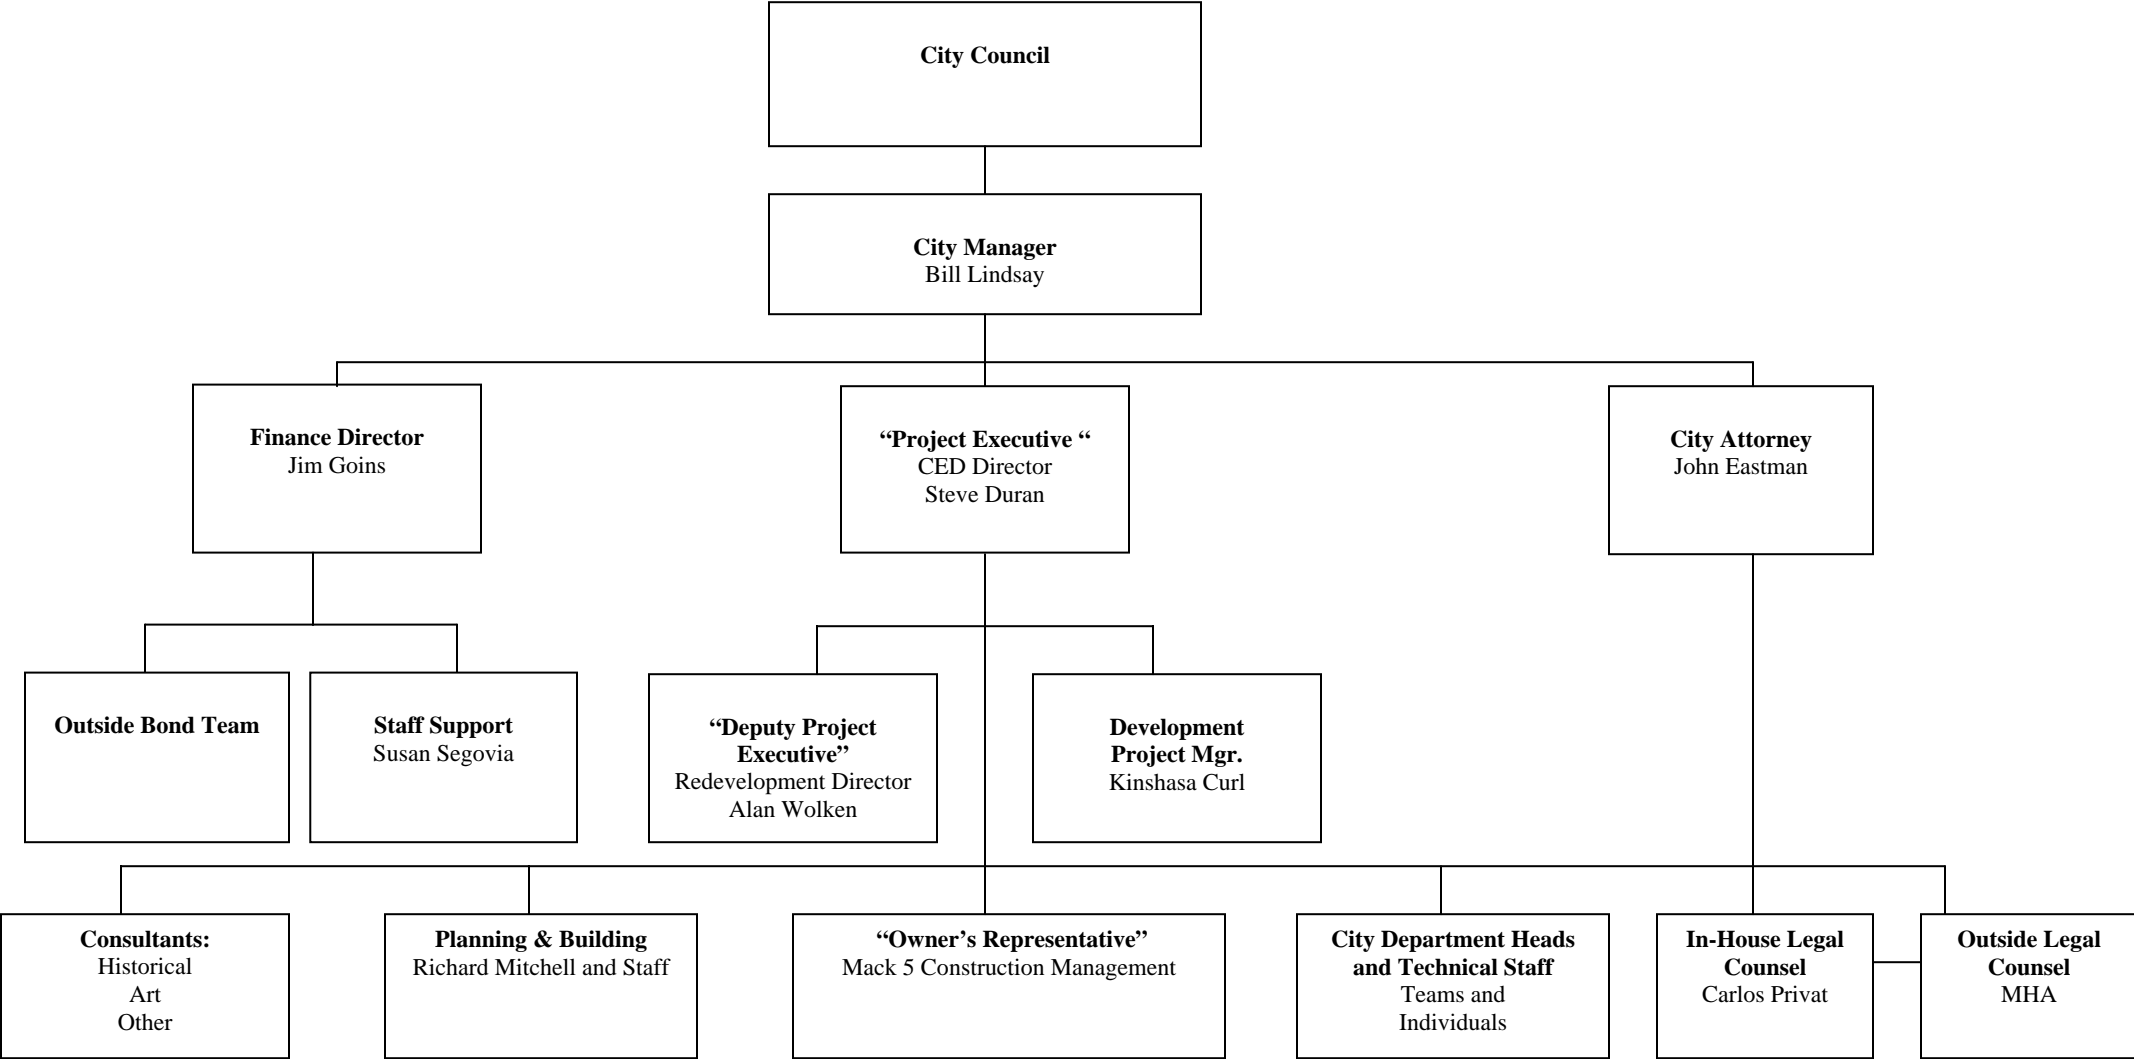 City Council
City Manager
Bill Lindsay
Finance Director
Jim Goins
“Project Executive “
CED Director
Steve Duran
City Attorney
John Eastman
Outside Bond Team
Staff Support
Susan Segovia
“Deputy Project
Executive”
Redevelopment Director
Alan Wolken
Development
Project Mgr.
Kinshasa Curl
Consultants:
Historical
Art
Other
Planning & Building
Richard Mitchell and Staff
“Owner’s Representative”
Mack 5 Construction Management
City Department Heads
and Technical Staff
Teams and
Individuals
In-House Legal
Counsel
Carlos Privat
Outside Legal
Counsel
MHA